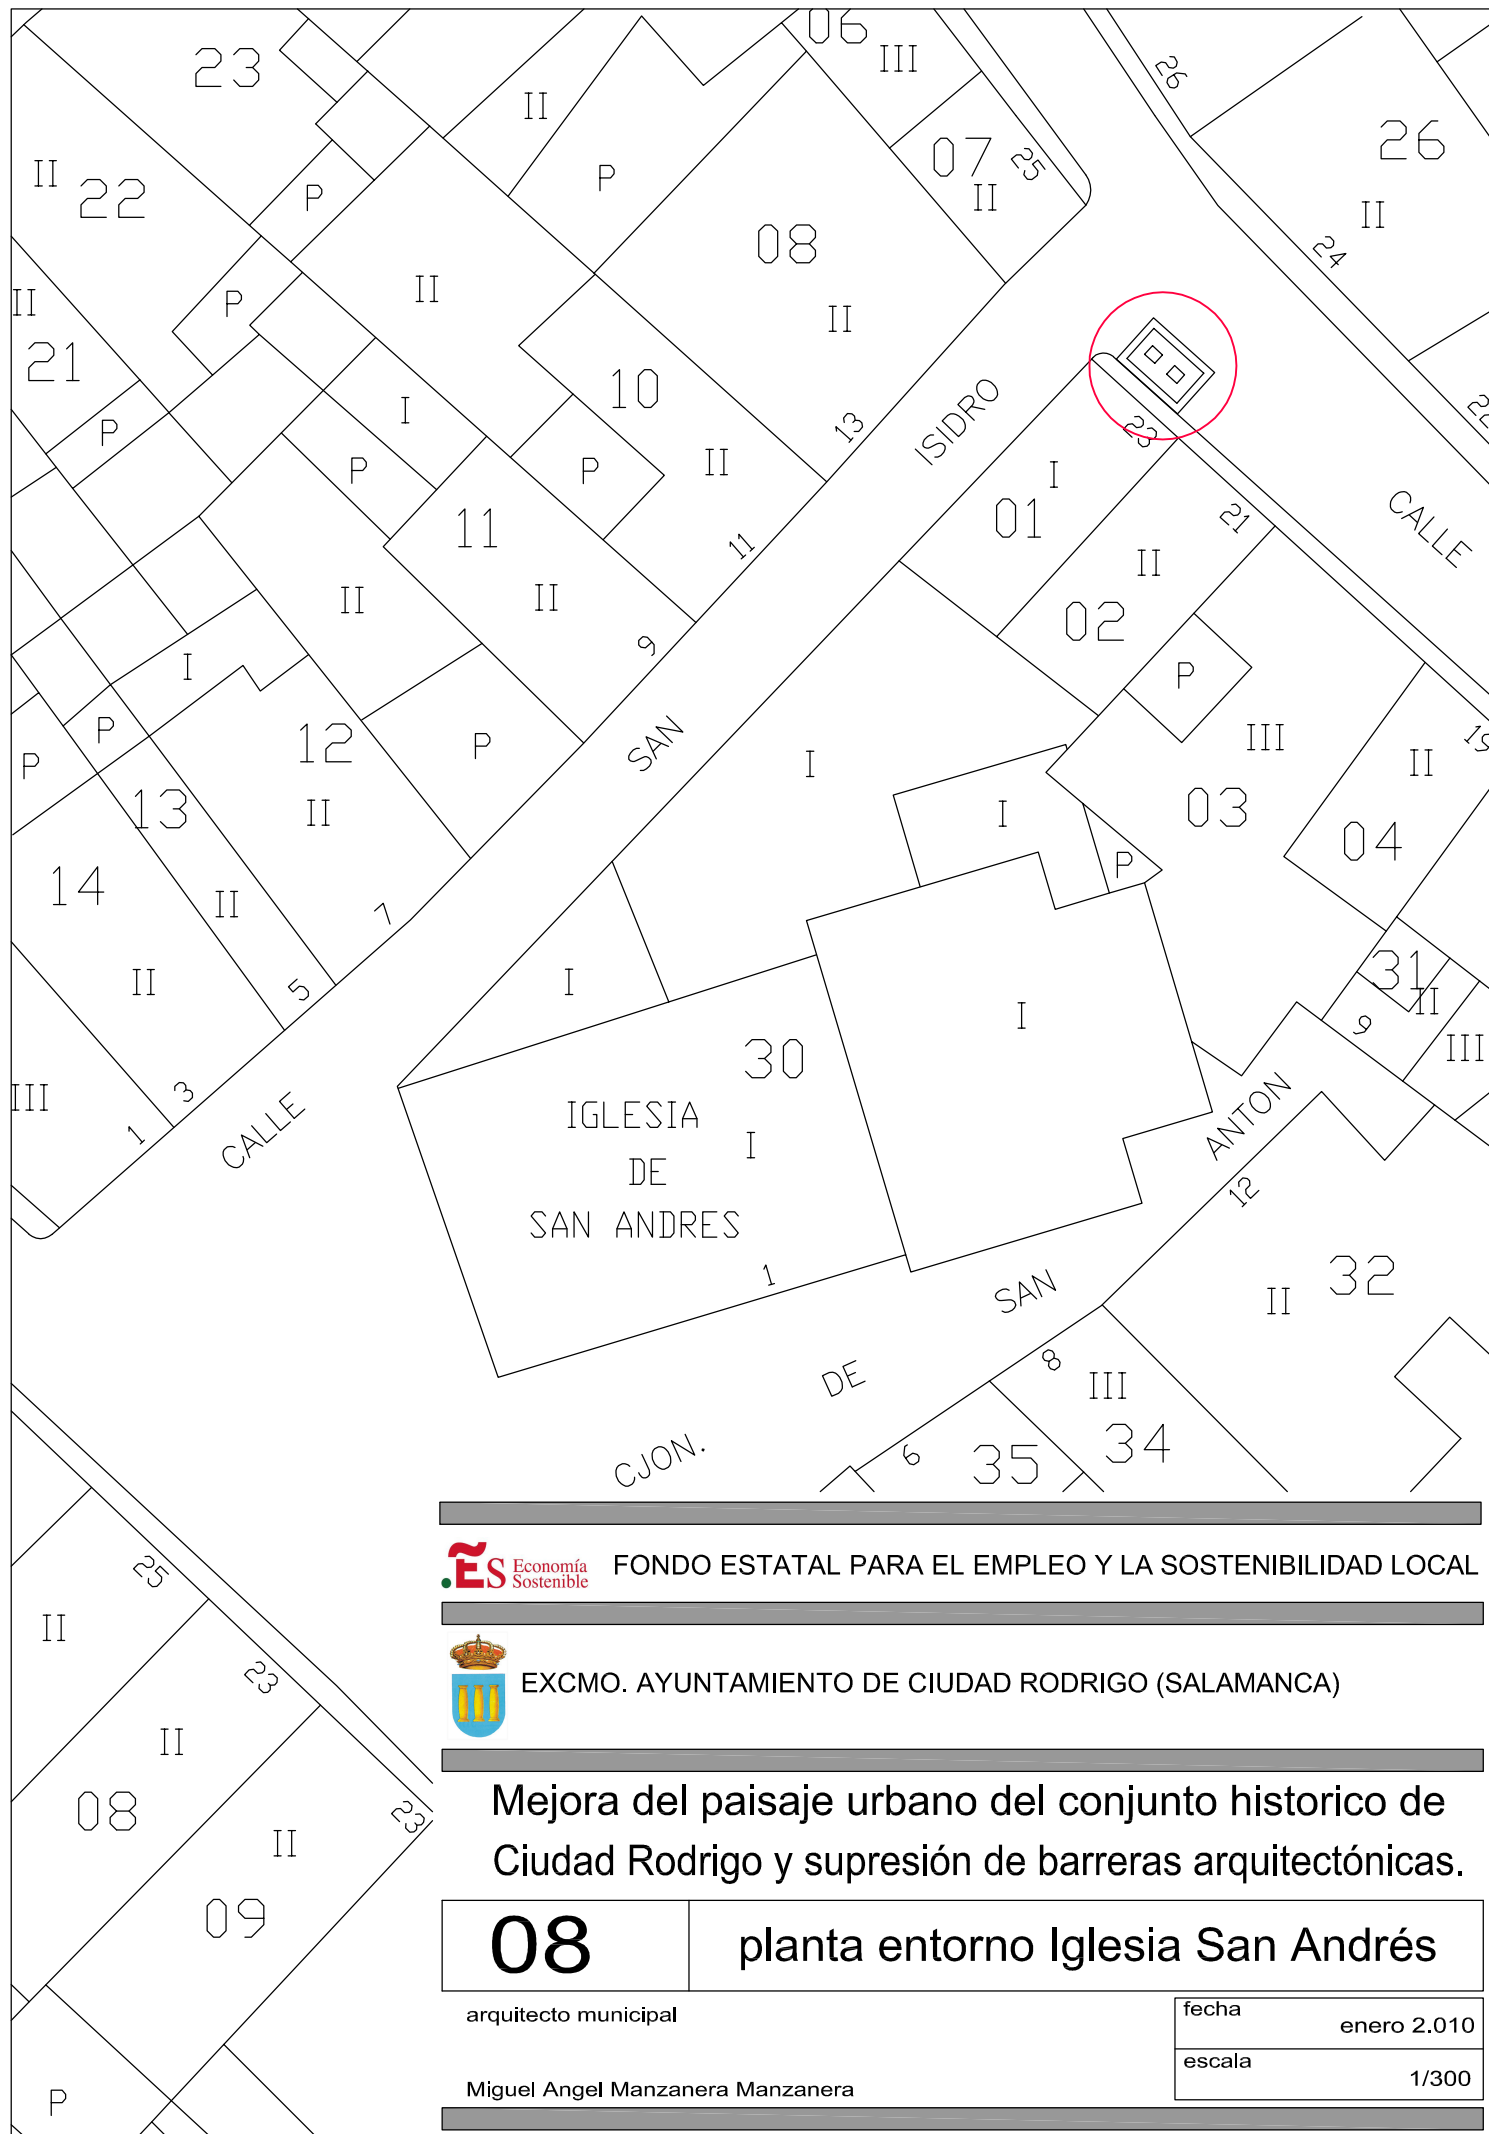 23
06
III
26
II
P
07
25
26
II
22
II
P
08
II
24
II
II
P
II
21
10
I
ISIDRO
22
P
13
23
P
P
II
I
CALLE
11
01
21
11
II
II
II
02
9
I
P
SAN
P
12
P
III
19
P
I
II
13
II
I
03
04
14
P
II
7
31
II
I
5
II
I
9
III
30
III
3
IGLESIA
I
ANTON
1
CALLE
DE
12
SAN ANDRES
1
SAN
II
32
DE
8
III
CJON.
6
35
34
25
II
23
II
08
23
II
09
P
.ES Economía
Sostenible
FONDO ESTATAL PARA EL EMPLEO Y LA SOSTENIBILIDAD LOCAL
EXCMO. AYUNTAMIENTO DE CIUDAD RODRIGO (SALAMANCA)
Mejora del paisaje urbano del conjunto historico de
Ciudad Rodrigo y supresión de barreras arquitectónicas.
08
planta entorno Iglesia San Andrés
arquitecto municipal
fecha
enero 2.010
escala
1/300
Miguel Angel Manzanera Manzanera